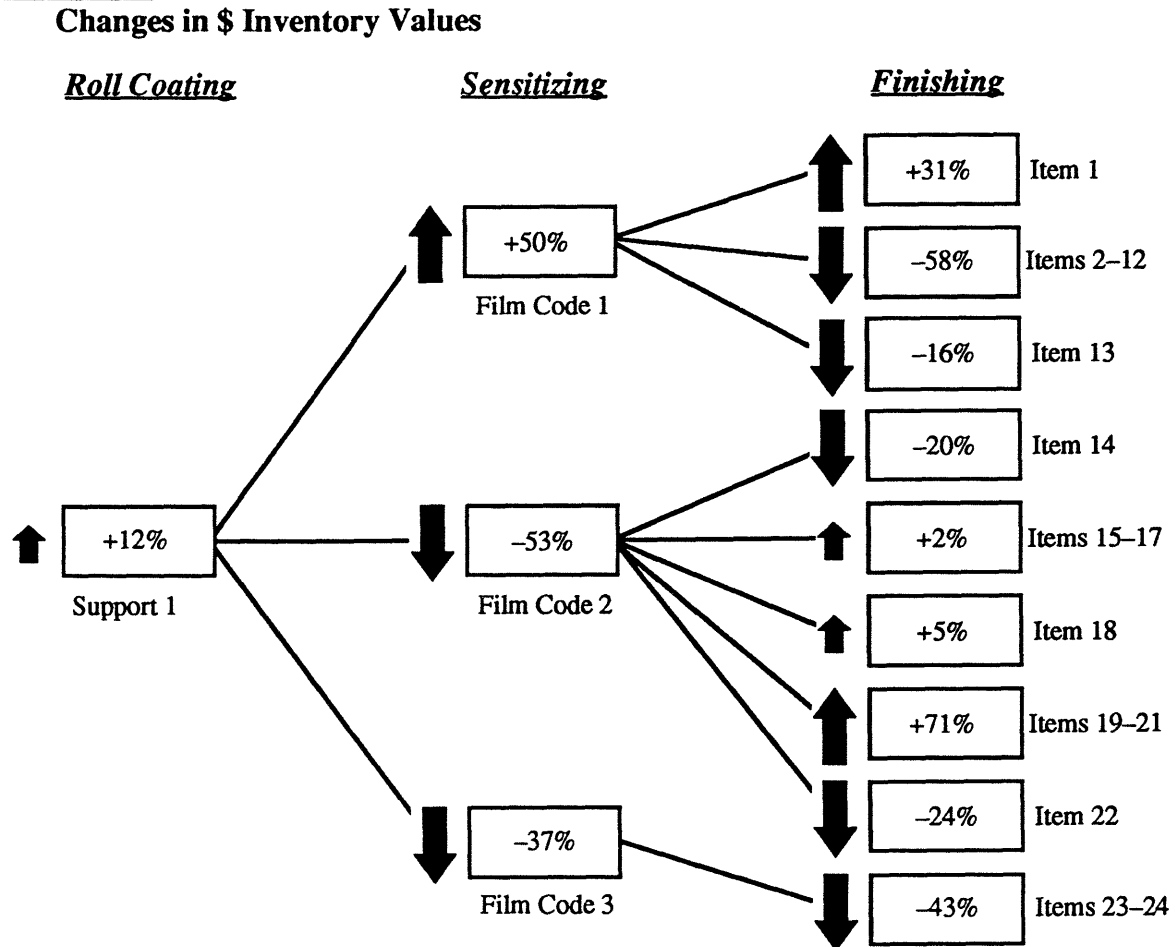 Changes in $ Inventory Values
Roll Coating
Sensitizing
Finishing
+31%
Item 1
+50%
Film Code 1
–58%
Items 2–12
–16%
Item 13
–20%
Item 14
+12%
Support 1
–53%
Film Code 2
+2%
Items 15–17
+5%
Item 18
+71%
Items 19–21
–24%
Item 22
–37%
Film Code 3
–43%
Items 23–24